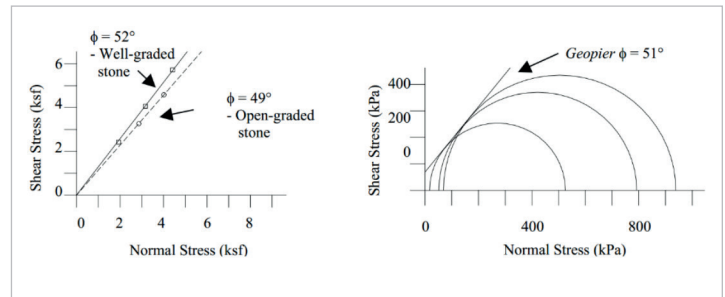 ϕ = 52°
- Well-graded
stone
ϕ = 49°
- Open-graded
stone
Shear Stress (ksf)
6
4
2
0
0 2 4 6 8
Normal Stress (ksf)
Geopier ϕ = 51°
Shear Stress (kPa)
400
200
0
0 400 800
Normal Stress (kPa)